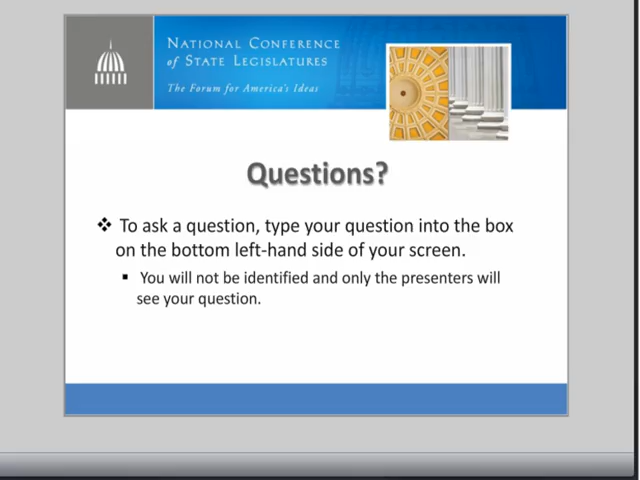 NATIONAL CONFERENCE
of STATE LEGISLATURES
The Forum for America's Ideas
Questions?
❖ To ask a question, type your question into the box
on the bottom left-hand side of your screen.
▪ You will not be identified and only the presenters will
see your question.